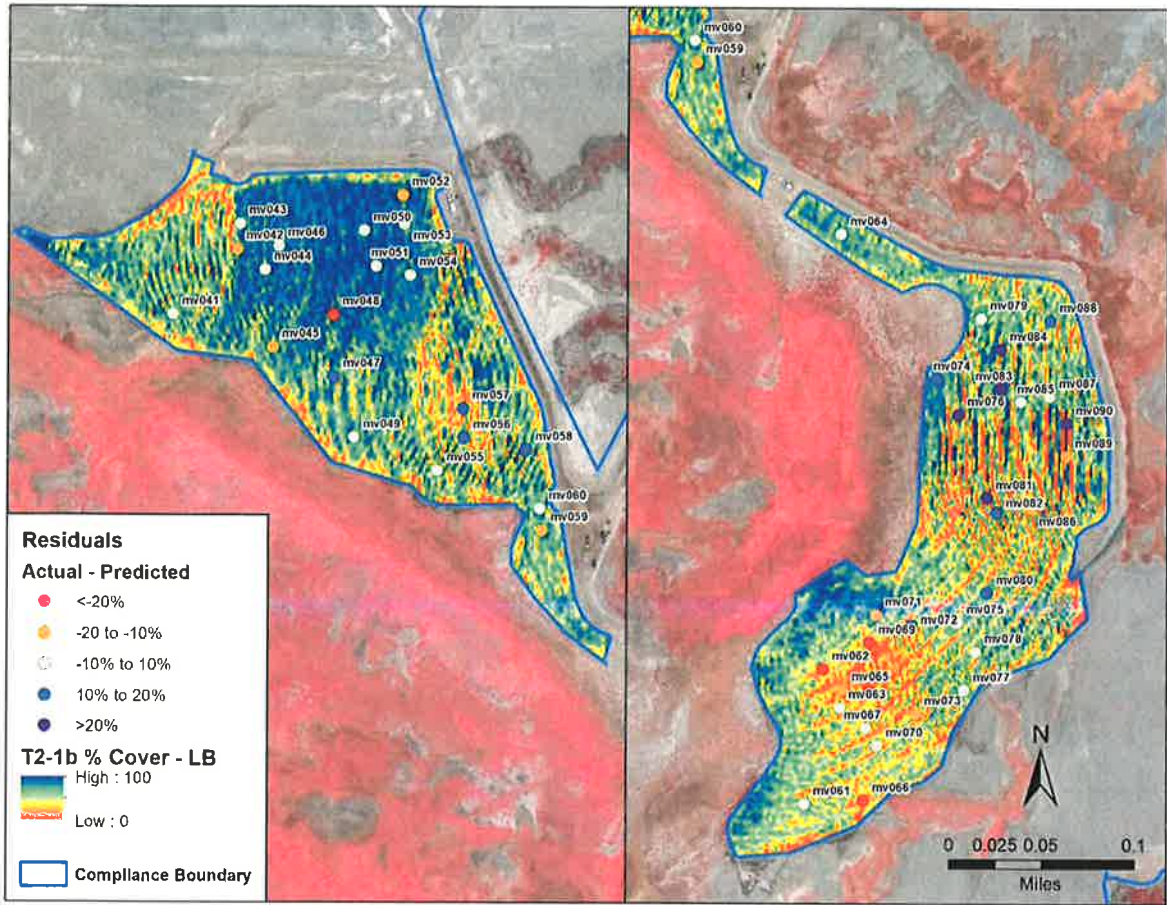 mv052
mv043
mv050
mv042
mv046
mv053
mv044
mv051
mv054
mv041
mv048
mv045
mv047
mv057
mv056
mv049
mv058
mv055
mv060
mv059
Residuals
Actual - Predicted
<-20%
-20 to -10%
-10% to 10%
10% to 20%
>20%
T2-1b % Cover - LB
High : 100
Low : 0
Compliance Boundary
mv060
mv059
mv064
mv079
mv088
mv084
mv074
mv083
mv085
mv087
mv076
mv090
mv089
mv081
mv082
mv086
mv080
mv071
mv075
mv072
mv069
mv078
mv062
mv065
mv063
mv077
mv073
mv067
mv070
mv061
mv066
N
0 0.025 0.05 0.1
Miles